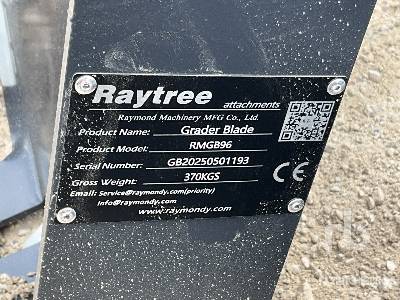 Raytree attachments
Raymond Machinery MFG Co., Ltd.
Product Name: Grader Blade
Product Model: RMGB96
Serial Number: GB20250501193
Gross Weight: 370KGS
Email: Service@raymondy.com(priority)
info@raymondy.com
www.raymondy.com
CE